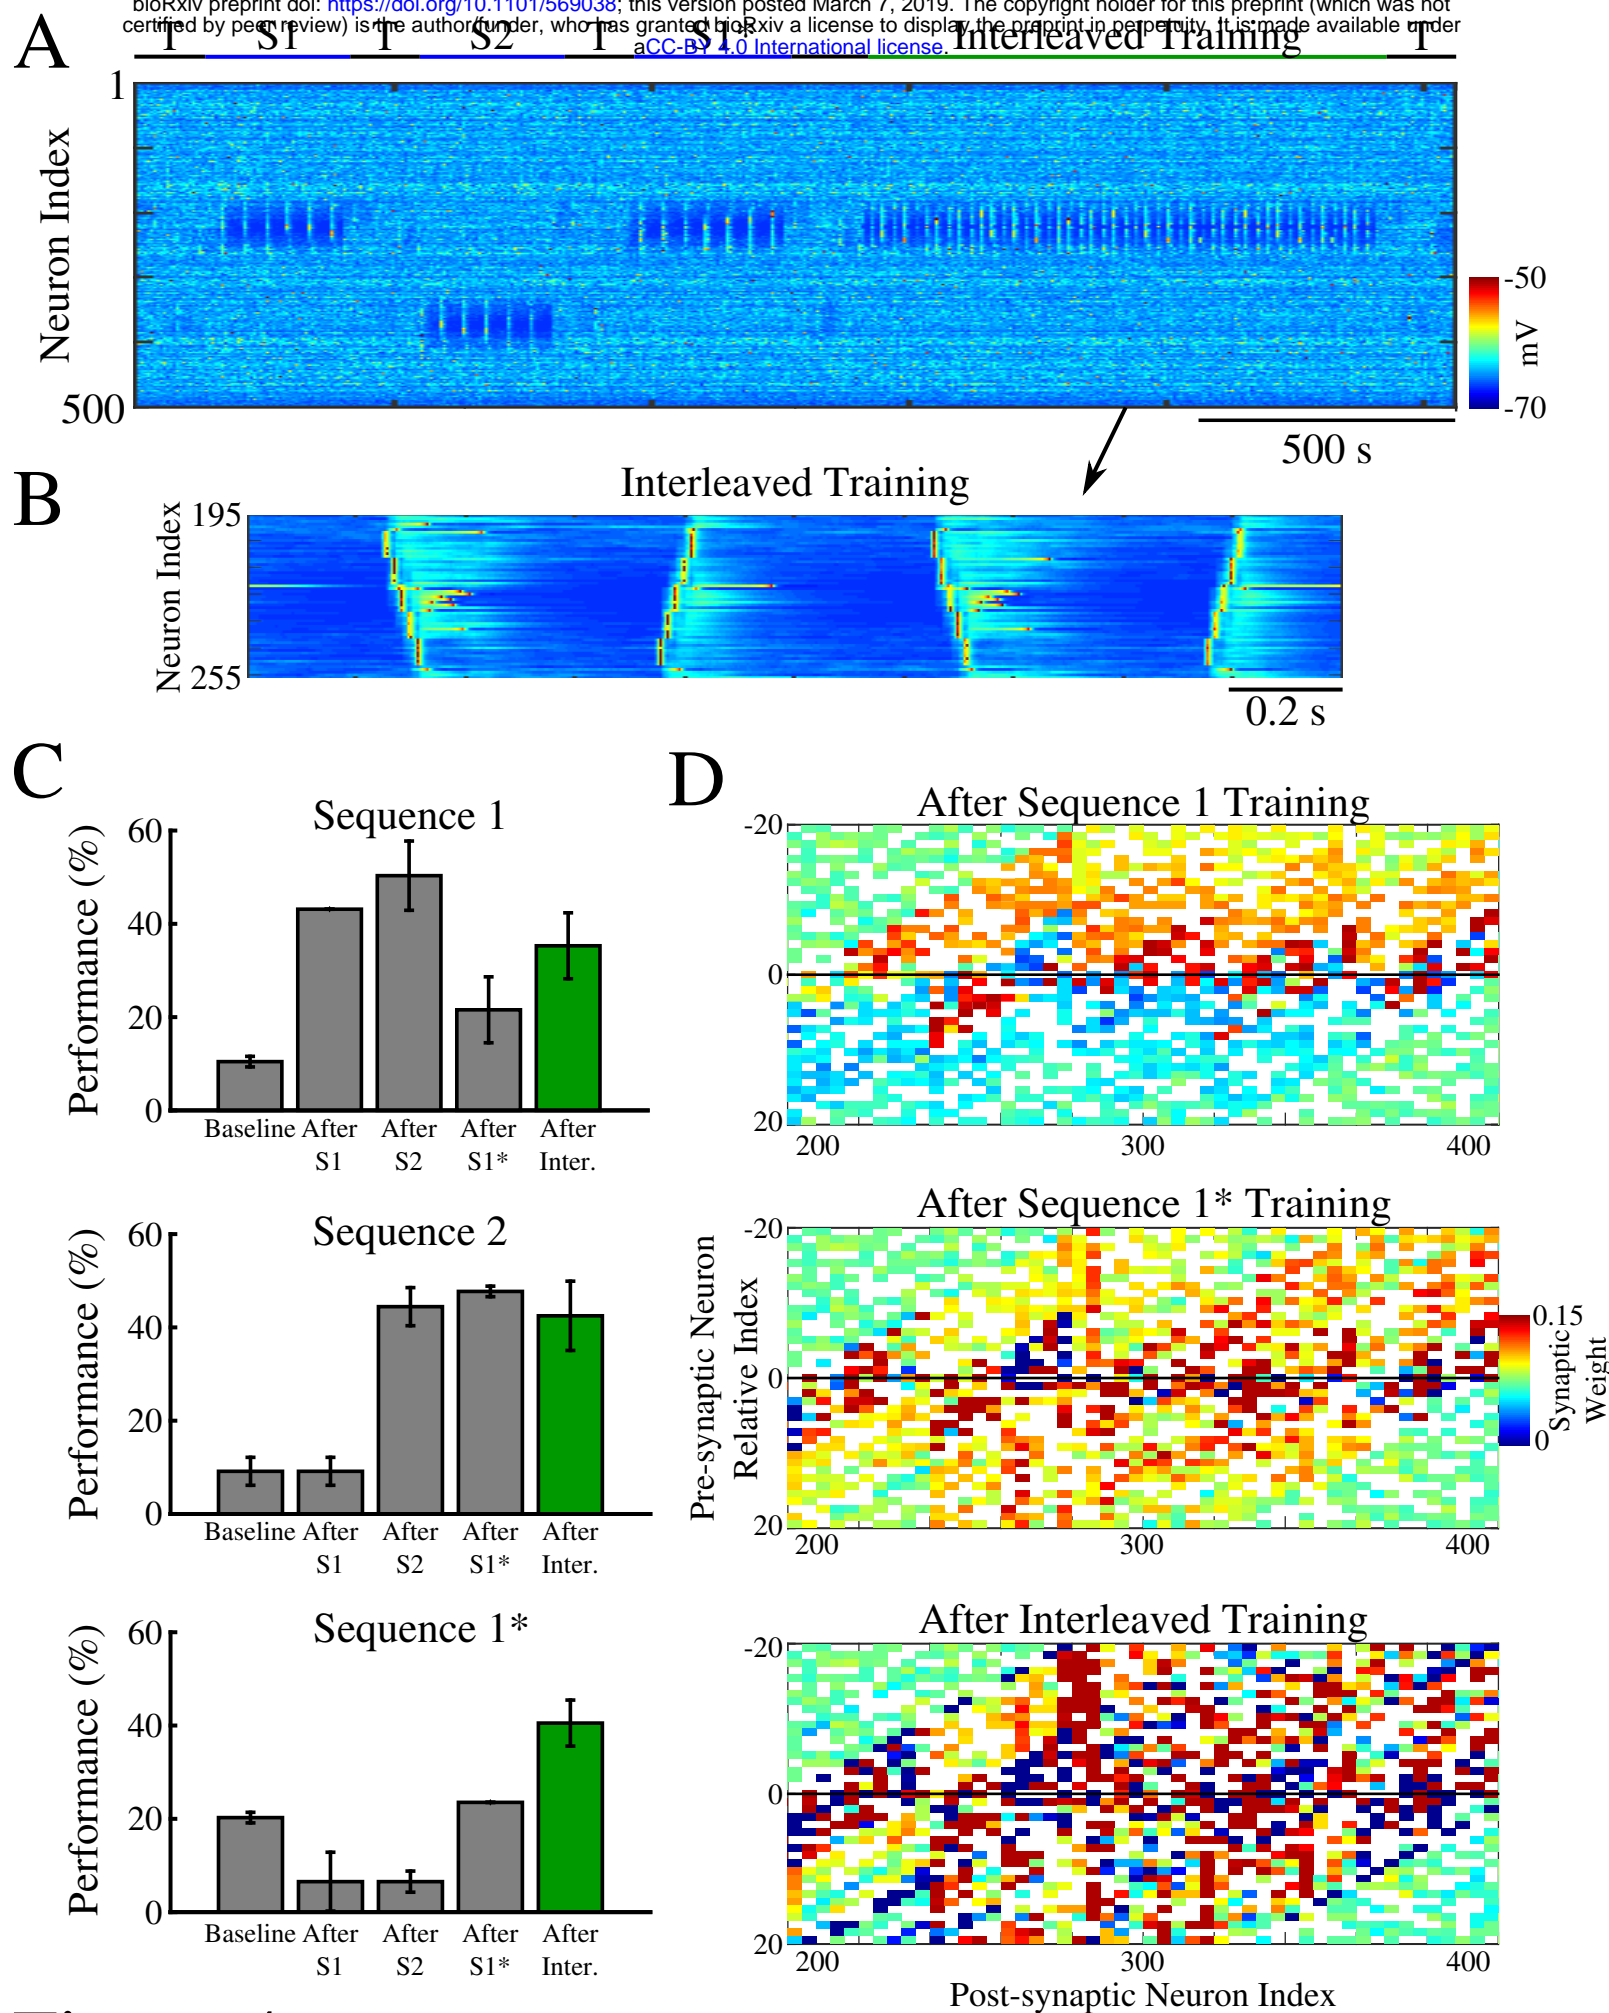 bioRxiv preprint doi: https://doi.org/10.1101/569038; this version posted March 7, 2019. The copyright holder for this preprint (which was not
certified by peer review) is the author/funder, who has granted bioRxiv a license to display the preprint in perpetuity. It is made available under
aCC-BY 4.0 International license.
A
T S1 T S2 T S1* Interleaved Training T
1
Neuron Index
500
-50
mV
-70
500 s
B
Interleaved Training
195
Neuron Index
255
0.2 s
C
Sequence 1
Performance (%)
60
40
20
0
Baseline After After After After
S1 S2 S1* Inter.
Sequence 2
Performance (%)
60
40
20
0
Baseline After After After After
S1 S2 S1* Inter.
Sequence 1*
Performance (%)
60
40
20
0
Baseline After After After After
S1 S2 S1* Inter.
D
After Sequence 1 Training
-20
0
20
200 300 400
After Sequence 1* Training
-20
0
20
200 300 400
Pre-synaptic Neuron
Relative Index
0.15
0
Synaptic
Weight
After Interleaved Training
-20
0
20
200 300 400
Post-synaptic Neuron Index